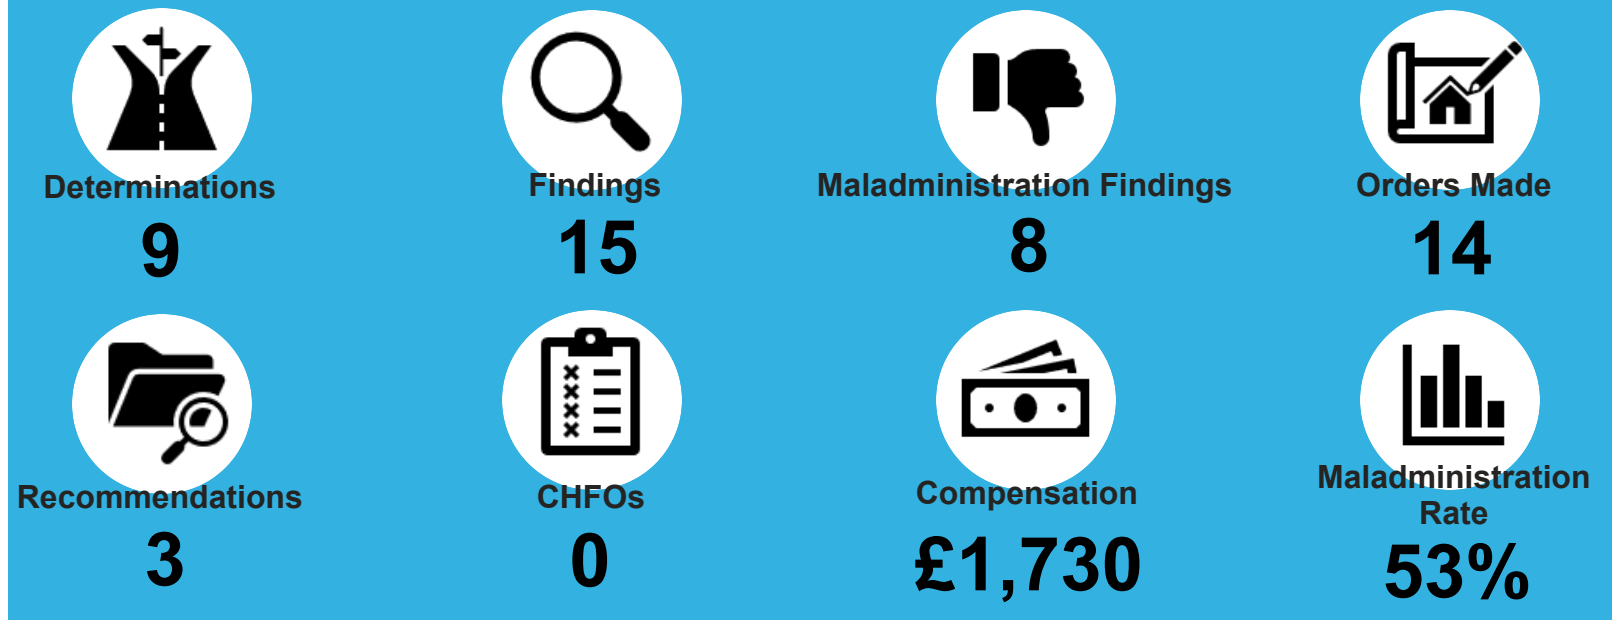 Determinations
9
Findings
15
Maladministration Findings
8
Orders Made
14
Recommendations
3
CHFOs
0
Compensation
£1,730
Maladministration
Rate
53%